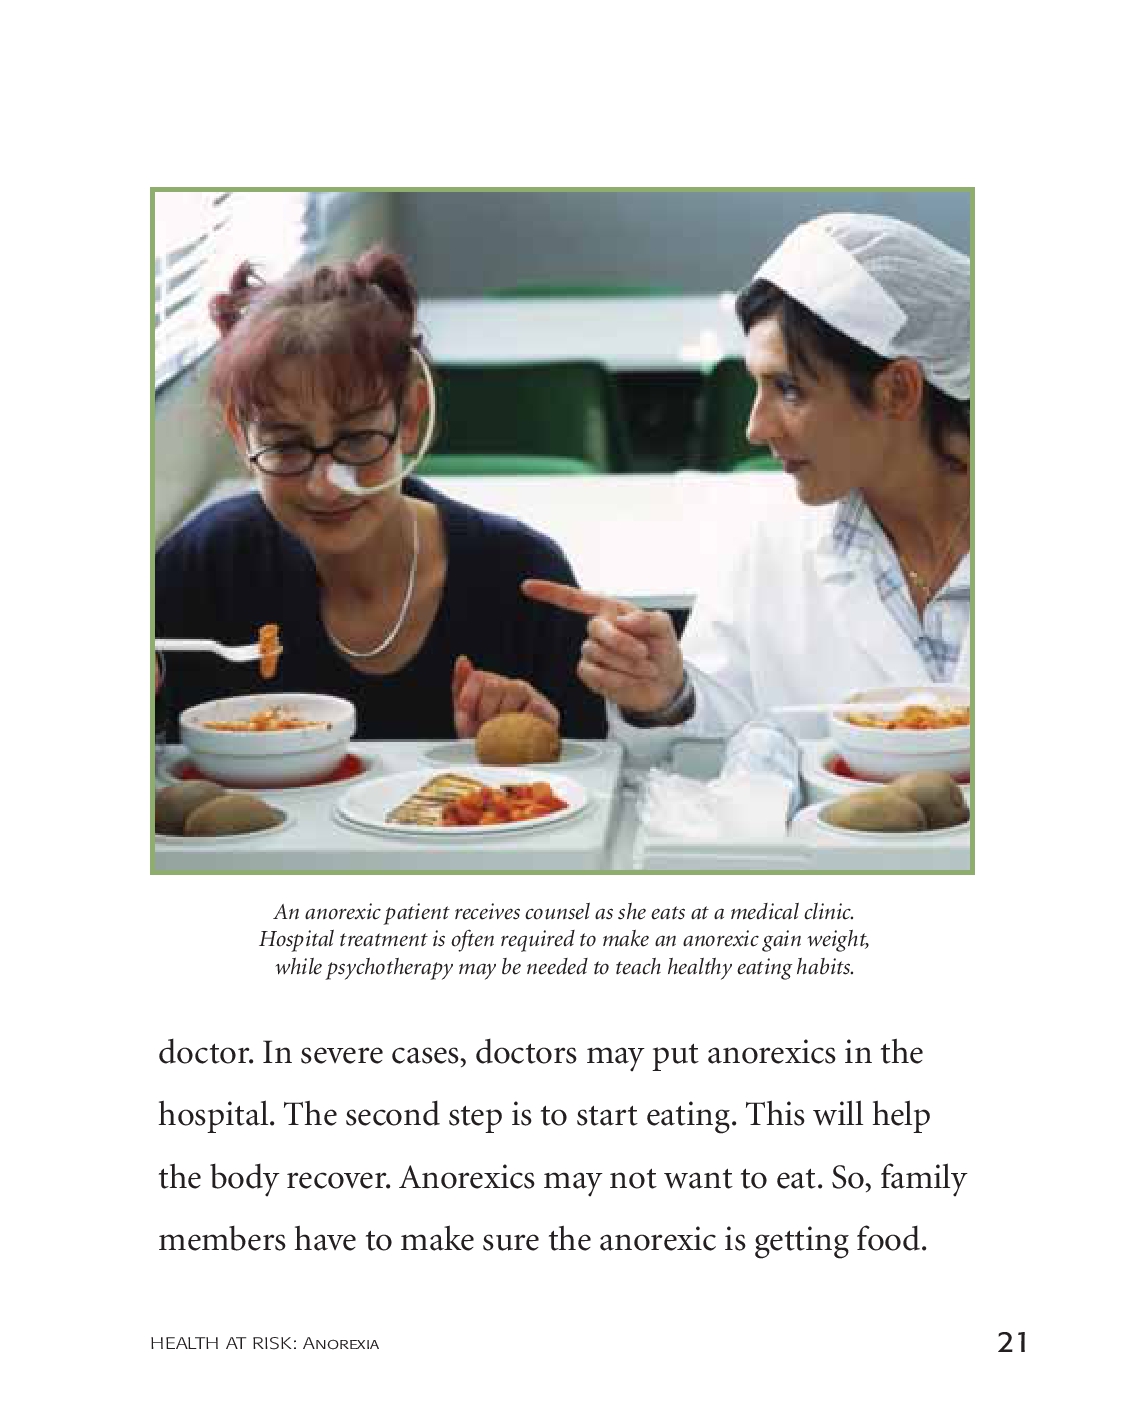 An anorexic patient receives counsel as she eats at a medical clinic.
Hospital treatment is often required to make an anorexic gain weight,
while psychotherapy may be needed to teach healthy eating habits.
doctor. In severe cases, doctors may put anorexics in the
hospital. The second step is to start eating. This will help
the body recover. Anorexics may not want to eat. So, family
members have to make sure the anorexic is getting food.
HEALTH AT RISK: ANOREXIA 21